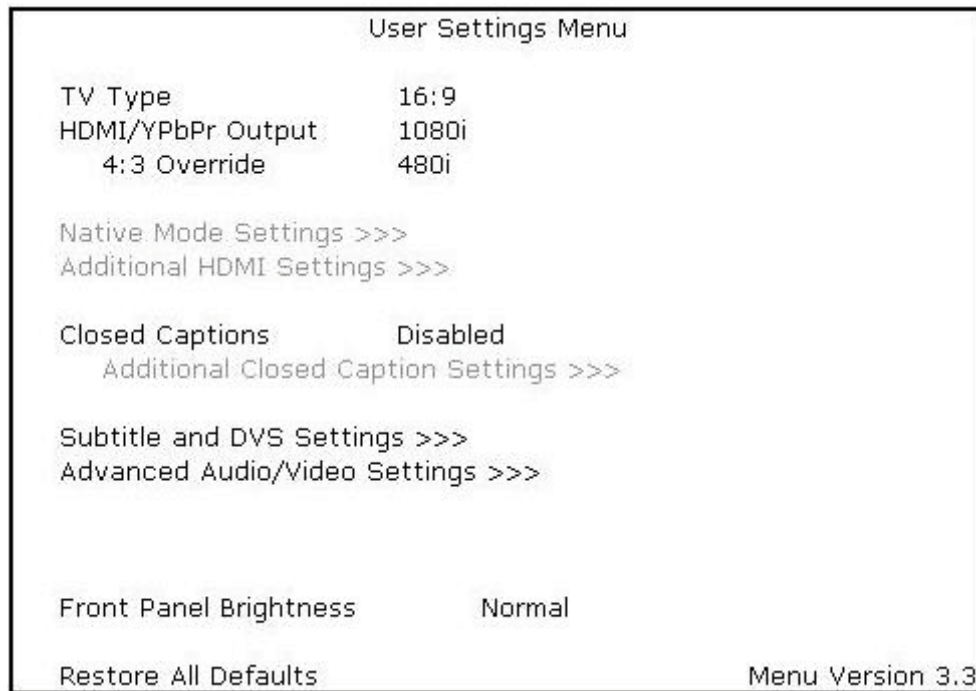 User Settings Menu
TV Type 16:9
HDMI/YPbPr Output 1080i
4:3 Override 480i
Native Mode Settings >>>
Additional HDMI Settings >>>
Closed Captions Disabled
Additional Closed Caption Settings >>>
Subtitle and DVS Settings >>>
Advanced Audio/Video Settings >>>
Front Panel Brightness Normal
Restore All Defaults Menu Version 3.3